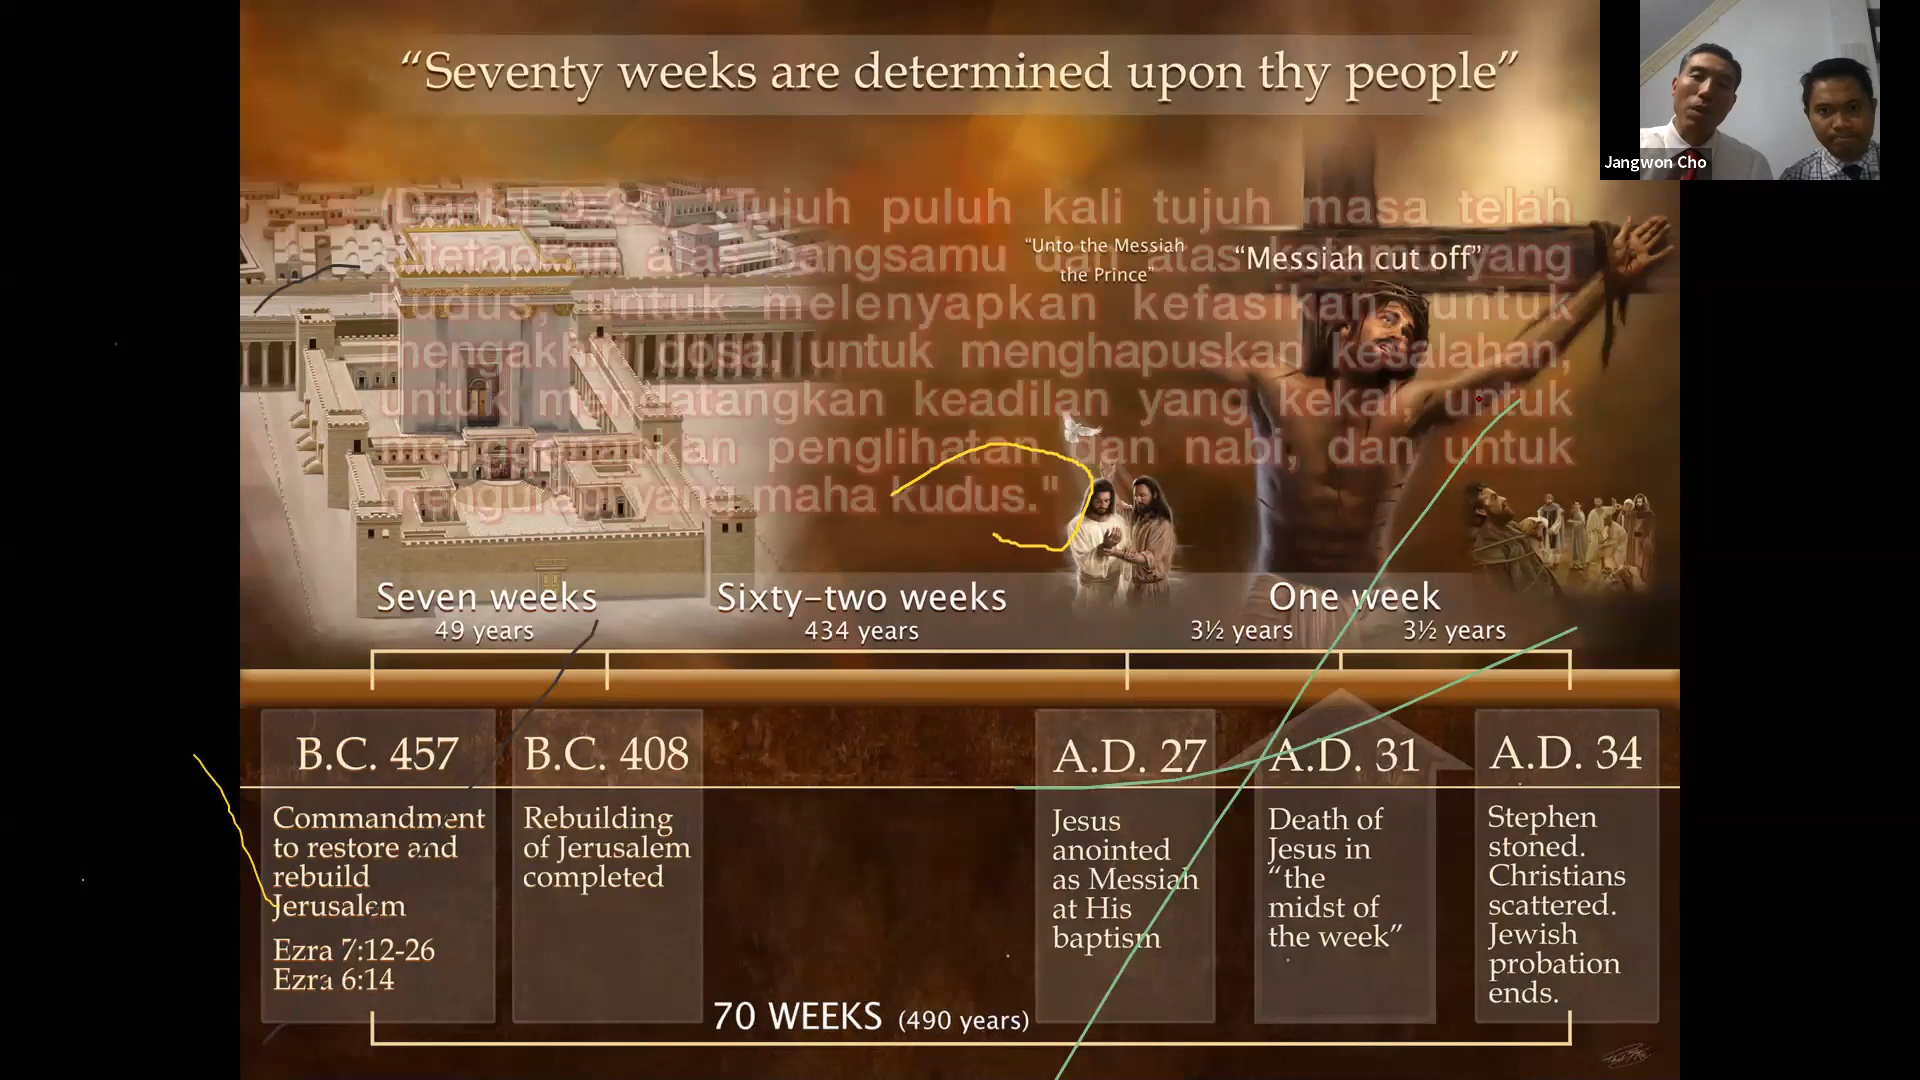 “Seventy weeks are determined upon thy people”
Jangwon Cho
(Daniel "Tujuh puluh kali tujuh masa telah
atas bangsamu dan atas yang
kudus, untuk melenyapkan kefasikan, untuk
mengakhiri dosa, untuk menghapuskan kesalahan,
untuk mendatangkan keadilan yang kekal, untuk
penglihatan dan nabi, dan untuk
mengurapi yang maha kudus."
“Unto the Messiah
the Prince”
“Messiah cut off”
Seven weeks
49 years
Sixty-two weeks
434 years
One week
3½ years
3½ years
B.C. 457
Commandment
to restore and
rebuild
Jerusalem
Ezra 7:12-26
Ezra 6:14
B.C. 408
Rebuilding
of Jerusalem
completed
A.D. 27
Jesus
anointed
as Messiah
at His
baptism
A.D. 31
Death of
Jesus in
“the
midst of
the week”
A.D. 34
Stephen
stoned.
Christians
scattered.
Jewish
probation
ends.
70 WEEKS (490 years)